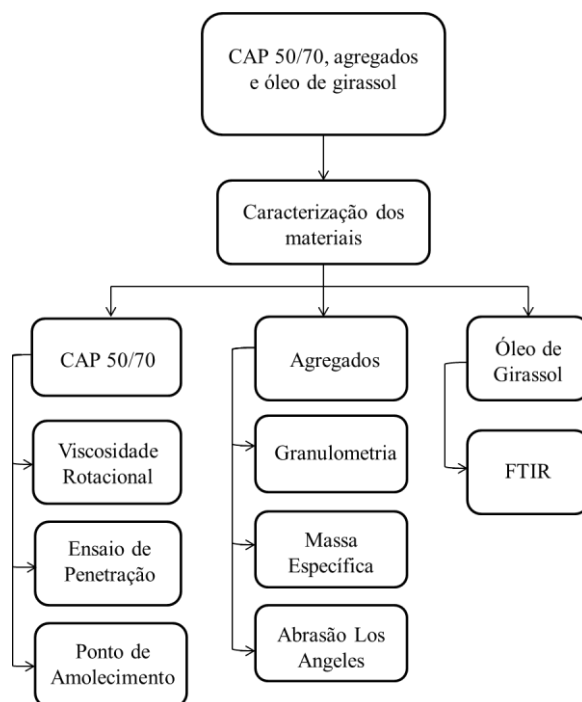 CAP 50/70, agregados
e óleo de girassol
Caracterização dos
materiais
CAP 50/70
Viscosidade
Rotacional
Ensaio de
Penetração
Ponto de
Amolecimento
Agregados
Granulometria
Massa
Específica
Abrasão Los
Angeles
Óleo de
Girassol
FTIR